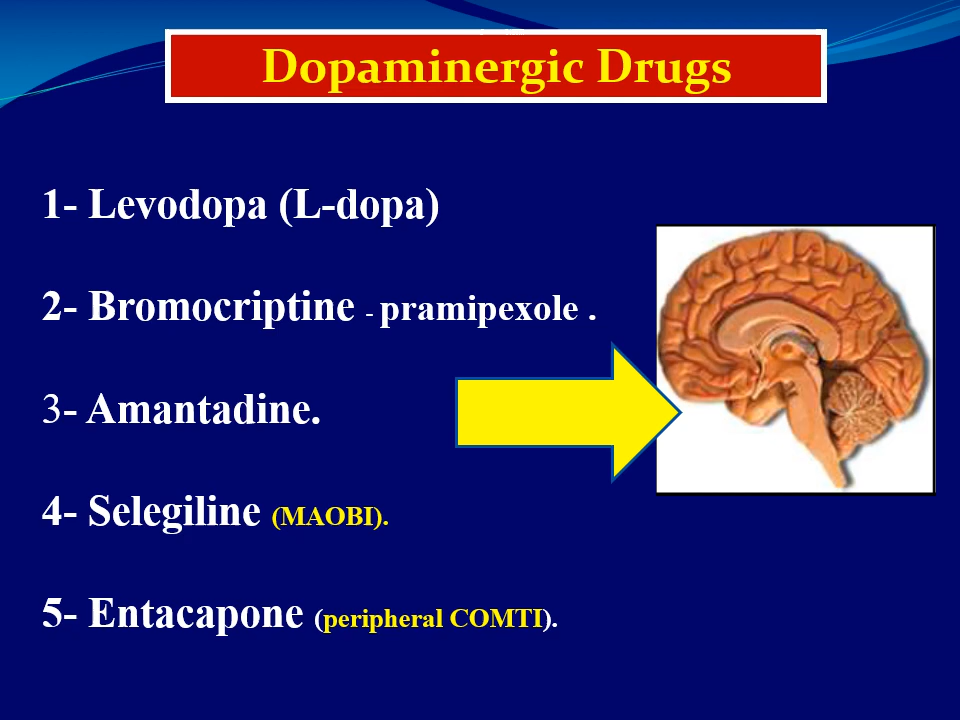 Dopaminergic Drugs
1- Levodopa (L-dopa)
2- Bromocriptine - pramipexole .
3- Amantadine.
4- Selegiline (MAOBI).
5- Entacapone (peripheral COMTI).